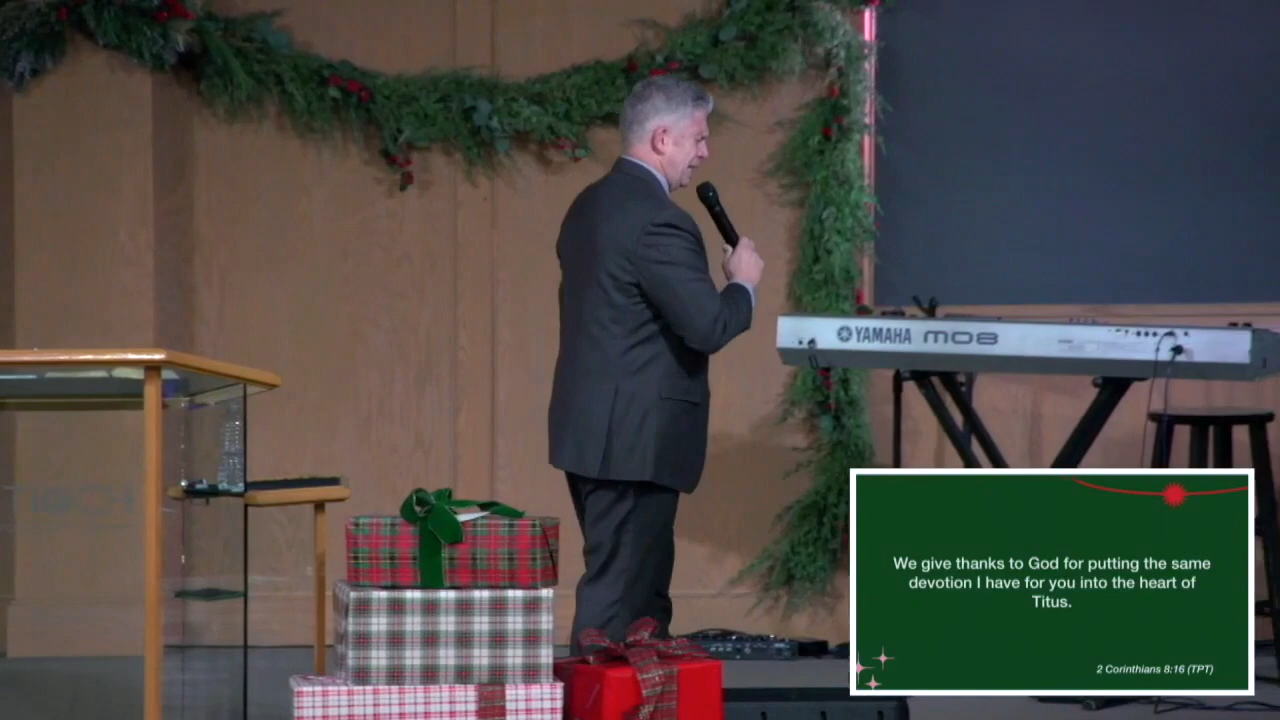 YAMAHA MO8
We give thanks to God for putting the same
devotion I have for you into the heart of
Titus.
2 Corinthians 8:16 (TPT)